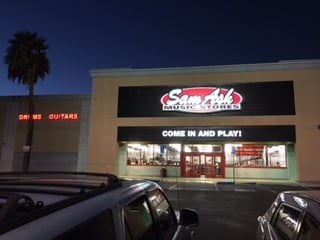 Sam Ash
MUSIC STORES
DRUMS GUITARS
COME IN AND PLAY!